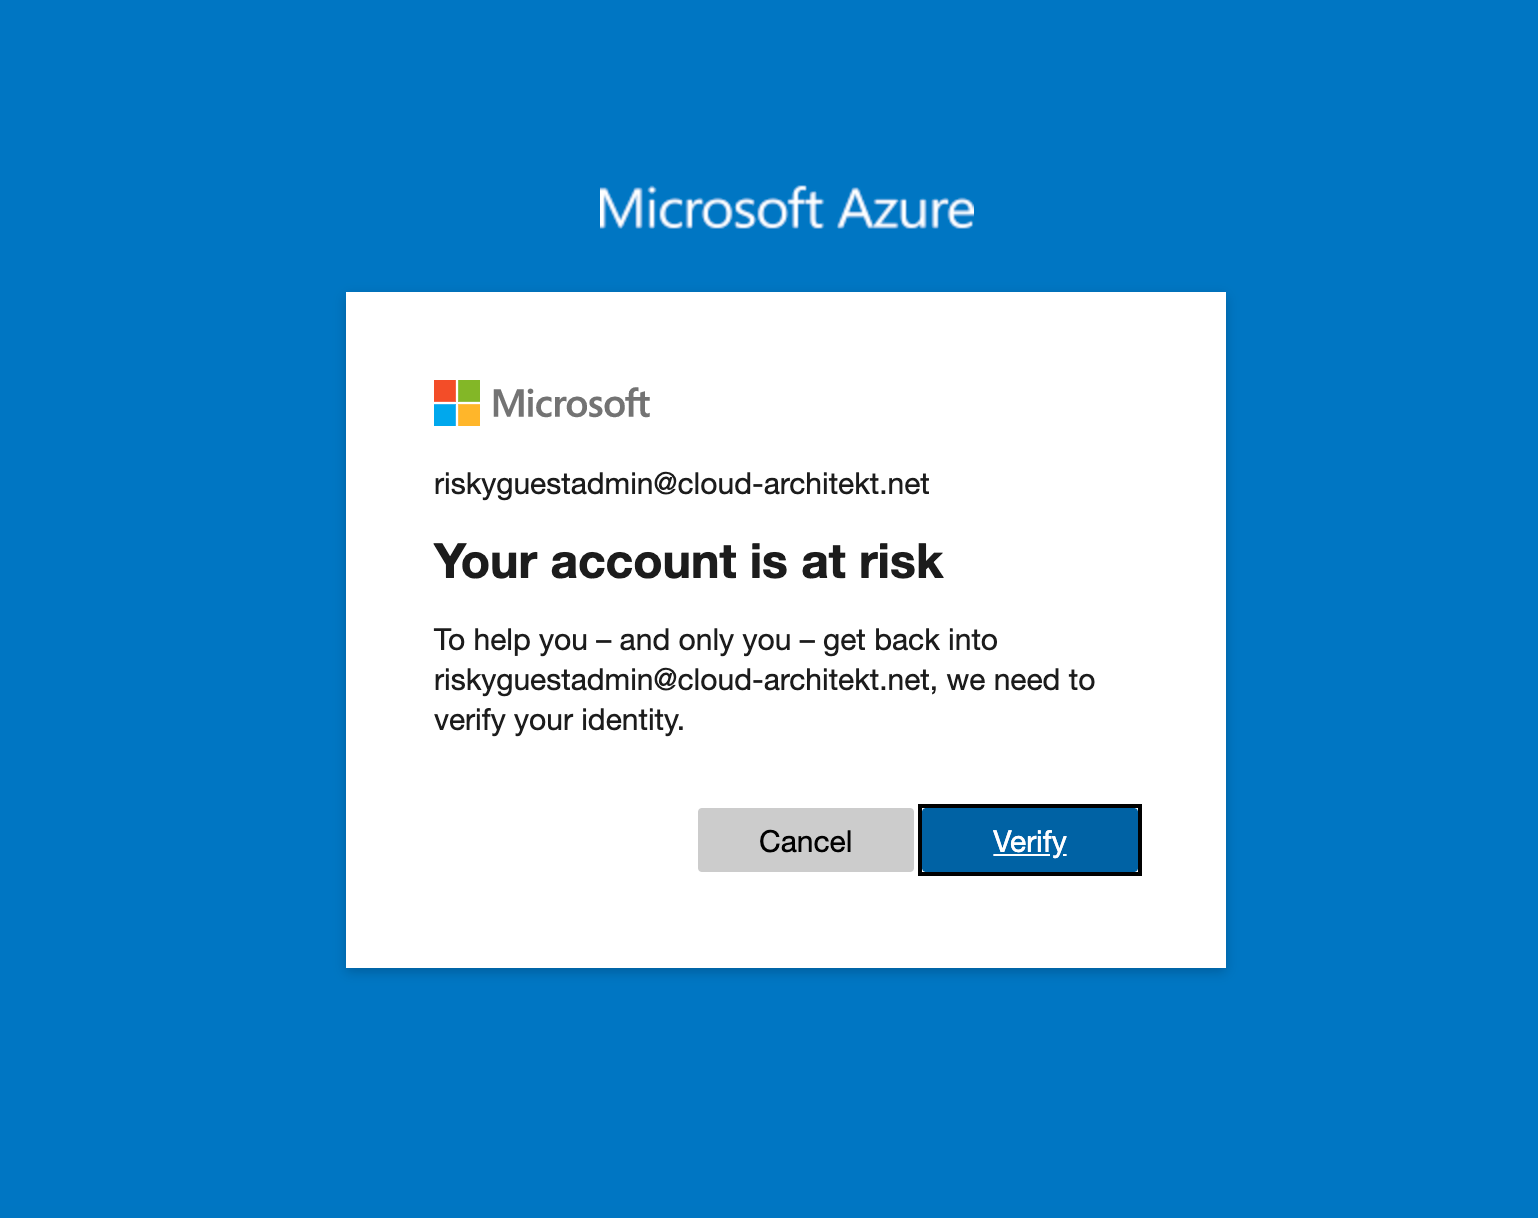 Microsoft Azure
Microsoft
riskyguestadmin@cloud-architekt.net
Your account is at risk
To help you – and only you – get back into
riskyguestadmin@cloud-architekt.net, we need to
verify your identity.
Cancel
Verify